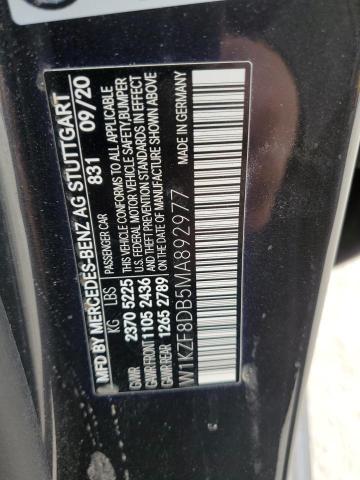 MFD BY MERCEDES-BENZ AG STUTTGART
831 09/20
KG LBS PASSENGER CAR
GVWR 2370 5225 THIS VEHICLE CONFORMS TO ALL APPLICABLE
GAWR FRONT 1105 2436 U.S. FEDERAL MOTOR VEHICLE SAFETY, BUMPER
GAWR REAR 1265 2789 AND THEFT PREVENTION STANDARDS IN EFFECT
ON THE DATE OF MANUFACTURE SHOWN ABOVE
MADE IN GERMANY
W1KZF8DB5MA892977